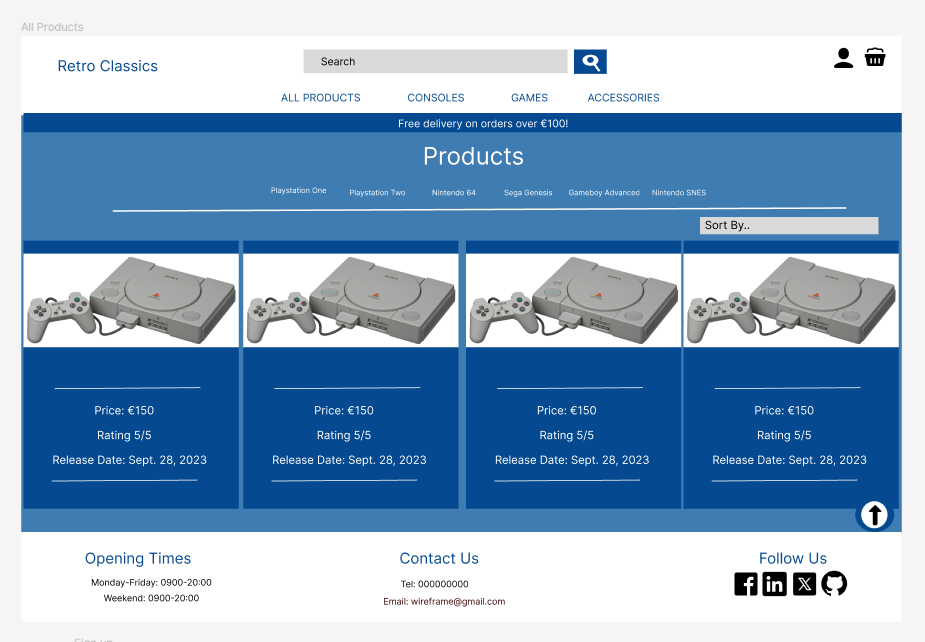 All Products
Retro Classics
Search
ALL PRODUCTS CONSOLES GAMES ACCESSORIES
Free delivery on orders over €100!
Products
Playstation One Playstation Two Nintendo 64 Sega Genesis Gameboy Advanced Nintendo SNES
Sort By..
Price: €150 Price: €150 Price: €150 Price: €150
Rating 5/5 Rating 5/5 Rating 5/5 Rating 5/5
Release Date: Sept. 28, 2023 Release Date: Sept. 28, 2023 Release Date: Sept. 28, 2023 Release Date: Sept. 28, 2023
Opening Times Contact Us Follow Us
Monday-Friday: 0900-20:00 Tel: 000000000
Weekend: 0900-20:00 Email: wireframe@gmail.com
Sign up